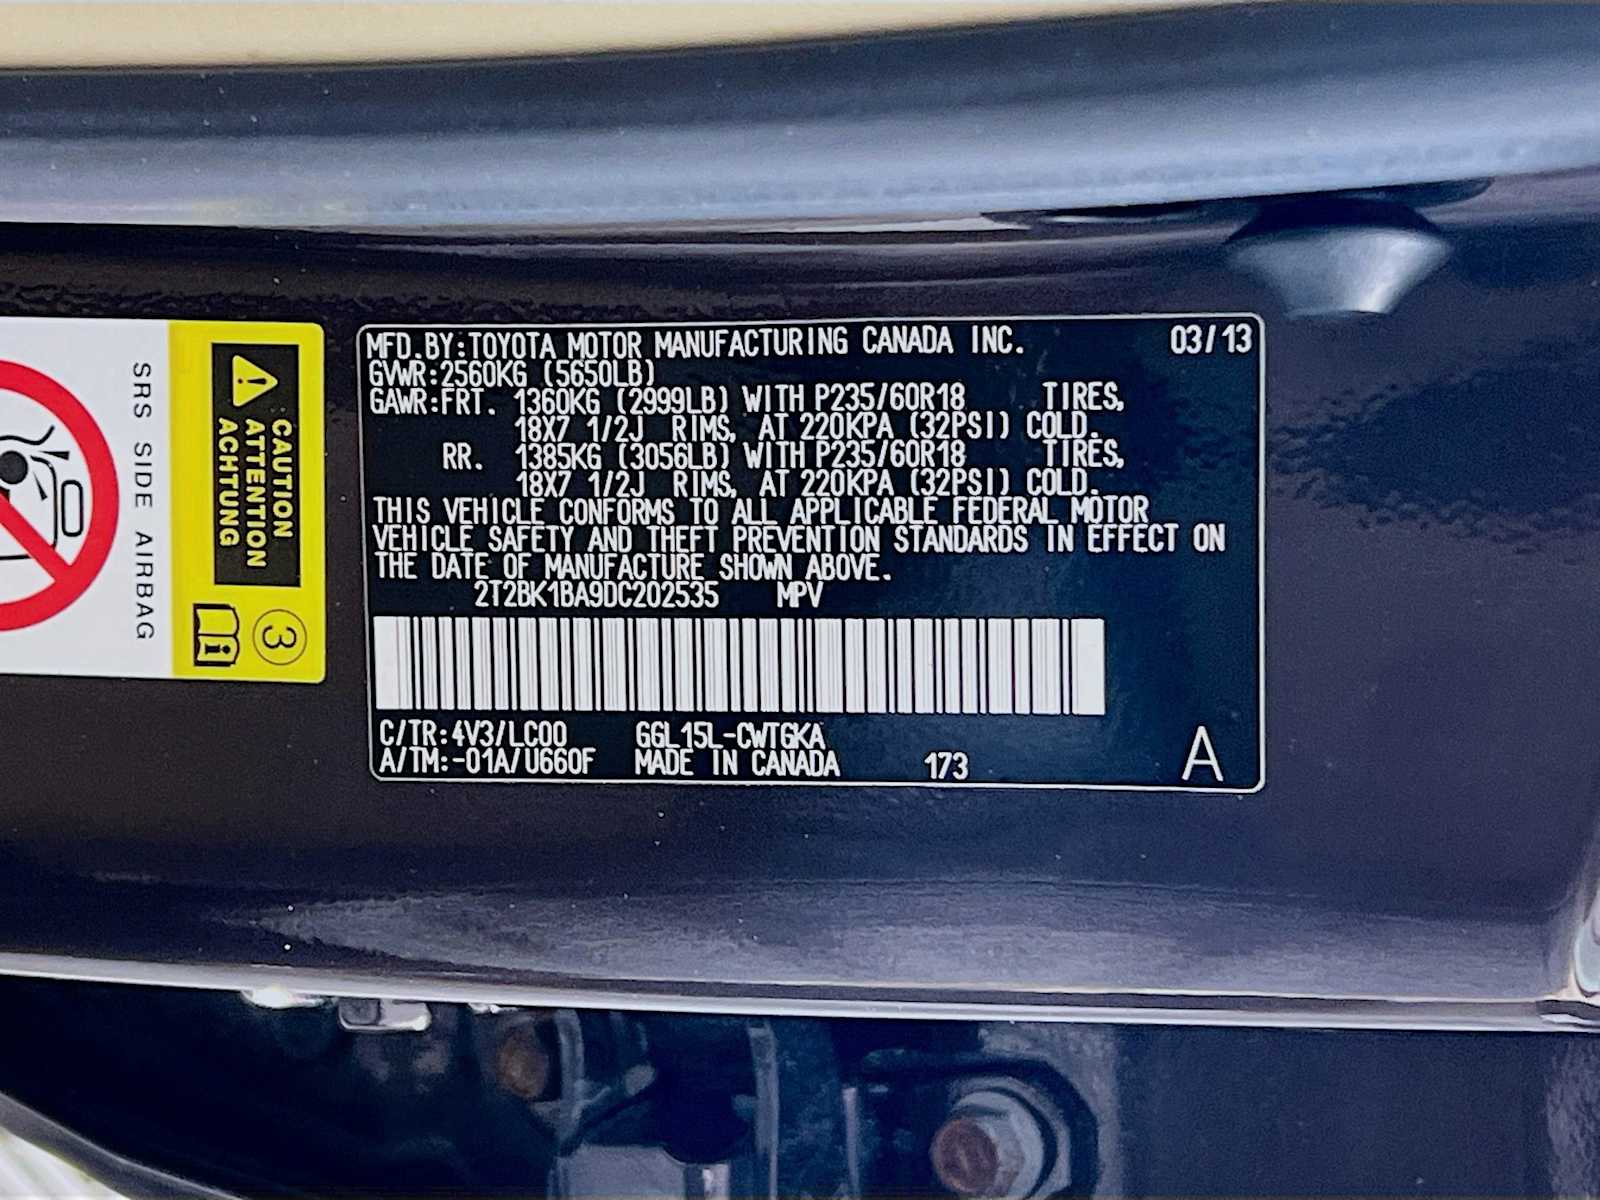 MFD.BY:TOYOTA MOTOR MANUFACTURING CANADA INC. 03/13
GVWR:2560KG (5650LB)
GAWR:FRT. 1360KG (2999LB) WITH P235/60R18 TIRES,
18X7 1/2J RIMS, AT 220KPA (32PSI) COLD.
RR. 1385KG (3056LB) WITH P235/60R18 TIRES,
18X7 1/2J RIMS, AT 220KPA (32PSI) COLD.
THIS VEHICLE CONFORMS TO ALL APPLICABLE FEDERAL MOTOR
VEHICLE SAFETY AND THEFT PREVENTION STANDARDS IN EFFECT ON
THE DATE OF MANUFACTURE SHOWN ABOVE.
2T2BK1BA9DC202535 MPV
C/TR:4V3/LC00 GGL15L-CWTGKA
A/TM:-01A/U660F MADE IN CANADA 173 A
CAUTION
ATTENTION
ACHTUNG
3
SRS SIDE AIRBAG